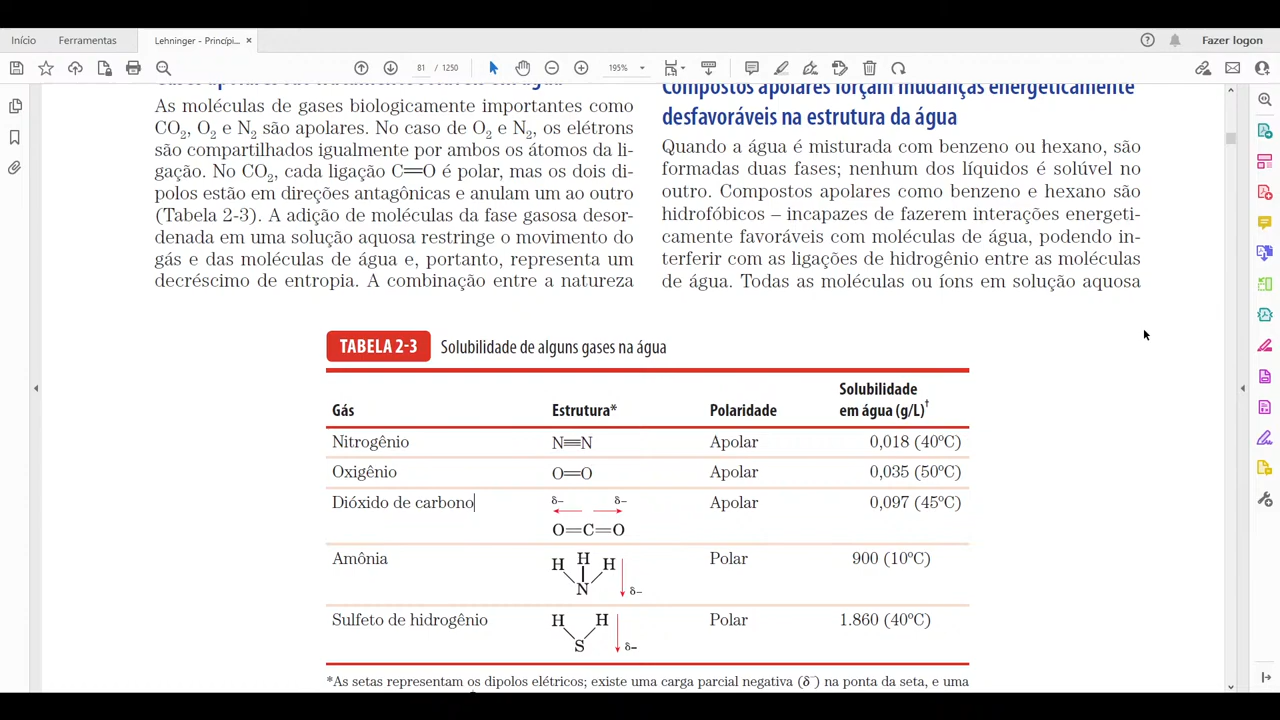 Início
Ferramentas
Lehninger - Princípi... ×
Fazer logon
81 / 1250
195%
As moléculas de gases biologicamente importantes como
CO2, O2 e N2 são apolares. No caso de O2 e N2, os elétrons
são compartilhados igualmente por ambos os átomos da li-
gação. No CO2, cada ligação C=O é polar, mas os dois di-
polos estão em direções antagônicas e anulam um ao outro
(Tabela 2-3). A adição de moléculas da fase gasosa desor-
denada em uma solução aquosa restringe o movimento do
gás e das moléculas de água e, portanto, representa um
decréscimo de entropia. A combinação entre a natureza
Compostos apolares forçam mudanças energeticamente
desfavoráveis na estrutura da água
Quando a água é misturada com benzeno ou hexano, são
formadas duas fases; nenhum dos líquidos é solúvel no
outro. Compostos apolares como benzeno e hexano são
hidrofóbicos – incapazes de fazerem interações energeti-
camente favoráveis com moléculas de água, podendo in-
terferir com as ligações de hidrogênio entre as moléculas
de água. Todas as moléculas ou íons em solução aquosa
TABELA 2-3 Solubilidade de alguns gases na água
Gás Estrutura* Polaridade Solubilidade
em água (g/L)†
Nitrogênio N≡N Apolar 0,018 (40ºC)
Oxigênio O=O Apolar 0,035 (50ºC)
Dióxido de carbono δ– δ– Apolar 0,097 (45ºC)
O=C=O
Amônia H H H Polar 900 (10ºC)
N δ–
Sulfeto de hidrogênio H H Polar 1.860 (40ºC)
S δ–
*As setas representam os dipolos elétricos; existe uma carga parcial negativa (δ–) na ponta da seta, e uma